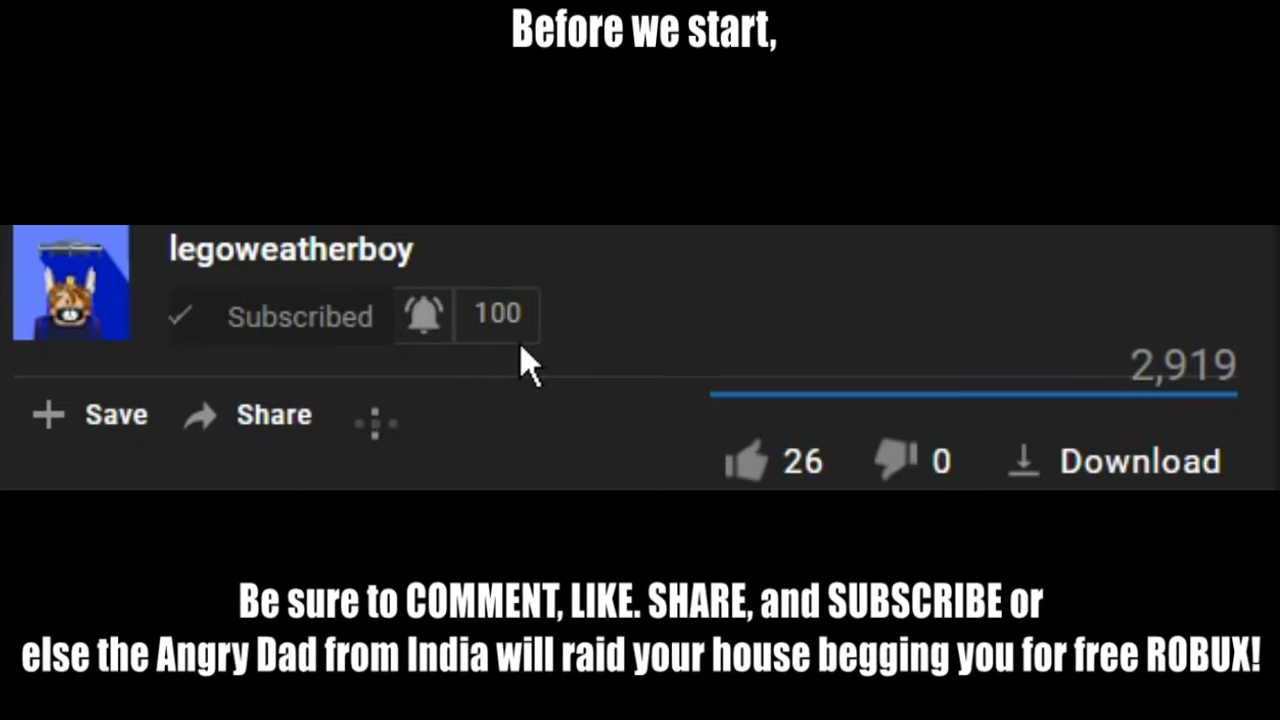 Before we start,
legoweatherboy
Subscribed 100
2,919
Save Share
26 0 Download
Be sure to COMMENT, LIKE. SHARE, and SUBSCRIBE or
else the Angry Dad from India will raid your house begging you for free ROBUX!